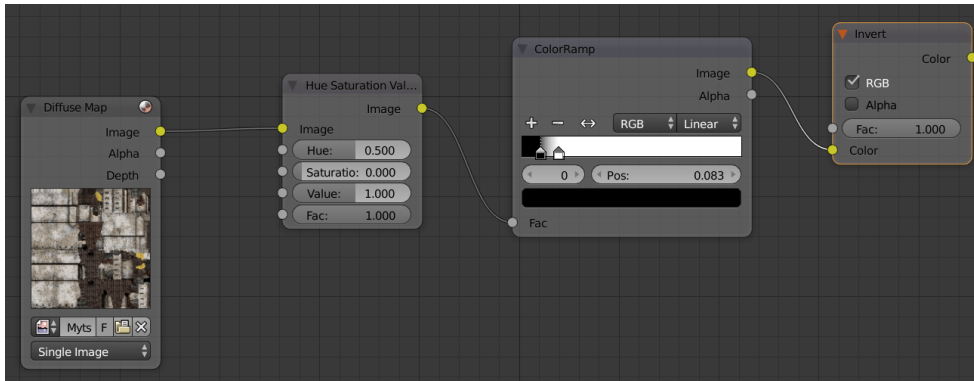 Diffuse Map
Image
Alpha
Depth
Myts F
Single Image
Hue Saturation Val...
Image
Image
Hue: 0.500
Saturatio: 0.000
Value: 1.000
Fac: 1.000
ColorRamp
Image
Alpha
RGB Linear
0 Pos: 0.083
Fac
Invert
Color
RGB
Alpha
Fac: 1.000
Color